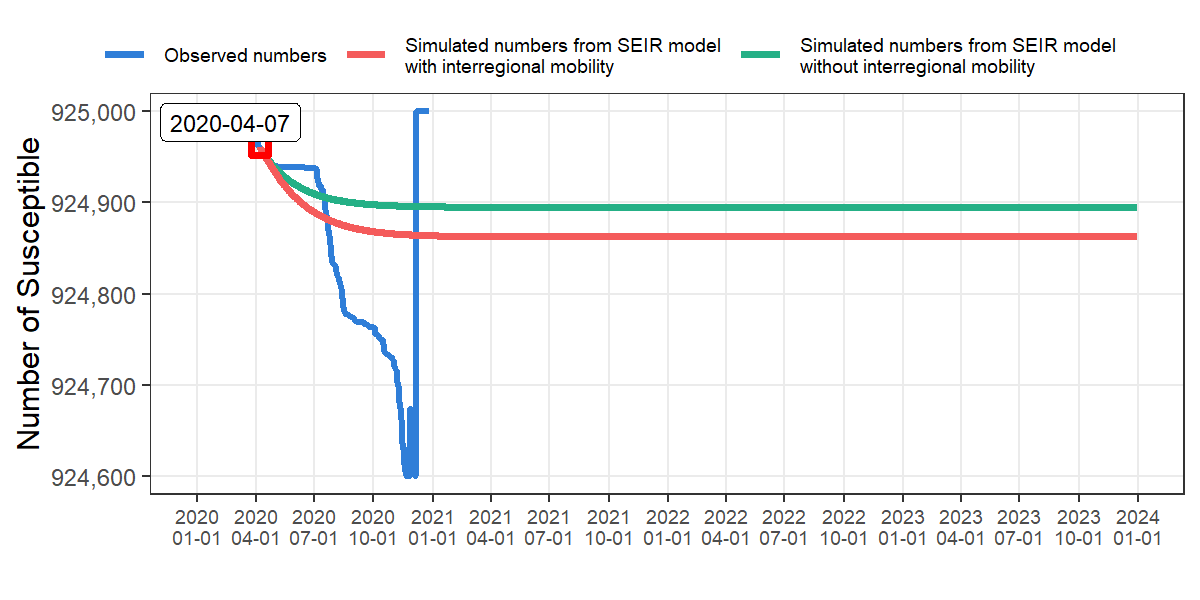 Observed numbers
Simulated numbers from SEIR model
with interregional mobility
Simulated numbers from SEIR model
without interregional mobility
Number of Susceptible
925,000
924,900
924,800
924,700
924,600
2020-04-07
2020 2020 2020 2020 2021 2021 2021 2021 2022 2022 2022 2022 2023 2023 2023 2023 2024
01-01 04-01 07-01 10-01 01-01 04-01 07-01 10-01 01-01 04-01 07-01 10-01 01-01 04-01 07-01 10-01 01-01